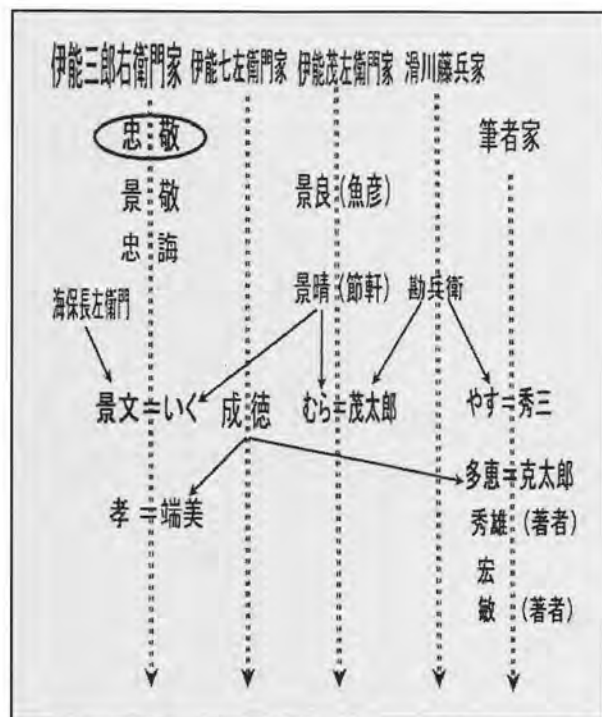 伊能三郎右衛門家 伊能七左衛門家 伊能茂左衛門家 滑川藤兵家
忠敬 筆者家
景敬 景良(魚彦)
忠誨
海保長左衛門 景晴(節軒) 勘兵衛
景文=いく 成徳 むら=茂太郎 やす=秀三
多恵=克太郎
孝=端美 秀雄(著者)
宏
敏(著者)